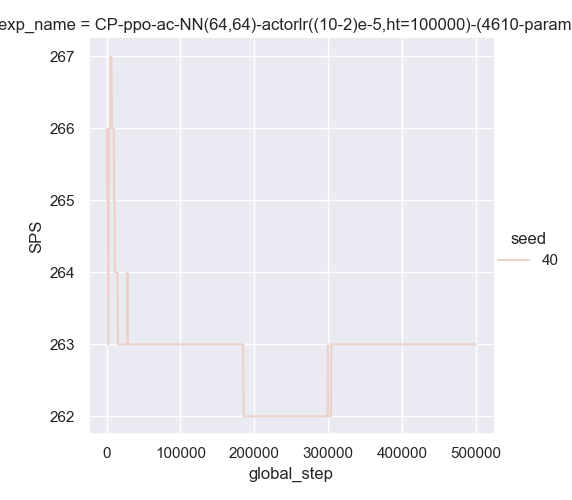 exp_name = CP-ppo-ac-NN(64,64)-actorlr((10-2)e-5,ht=100000)-(4610-param
267
266
265
264
263
262
SPS
0 100000 200000 300000 400000 500000
global_step
seed
40